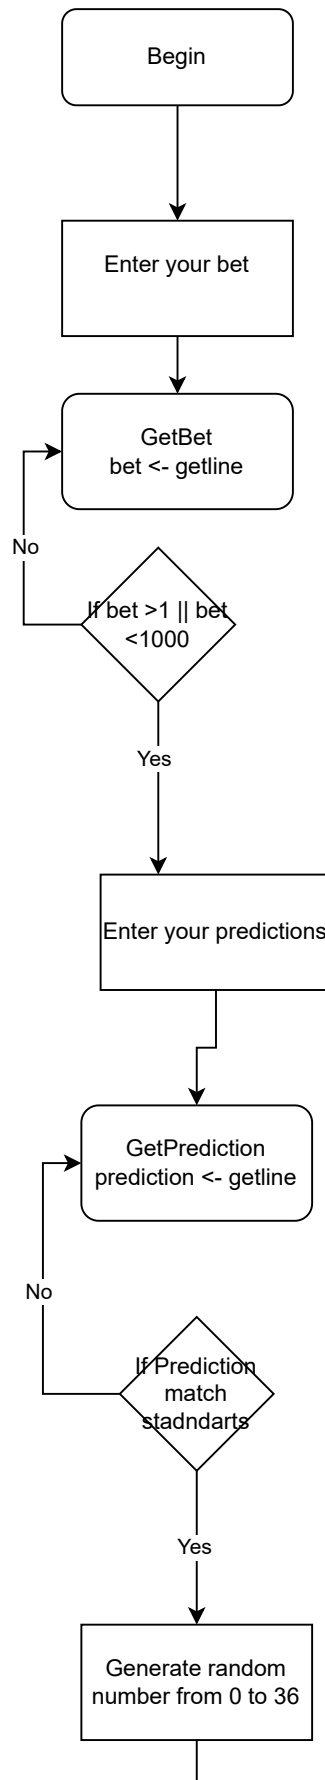 Begin
Enter your bet
GetBet
bet <- getline
No
If bet >1 || bet
<1000
Yes
Enter your predictions
GetPrediction
prediction <- getline
No
If Prediction
match
stadndarts
Yes
Generate random
number from 0 to 36